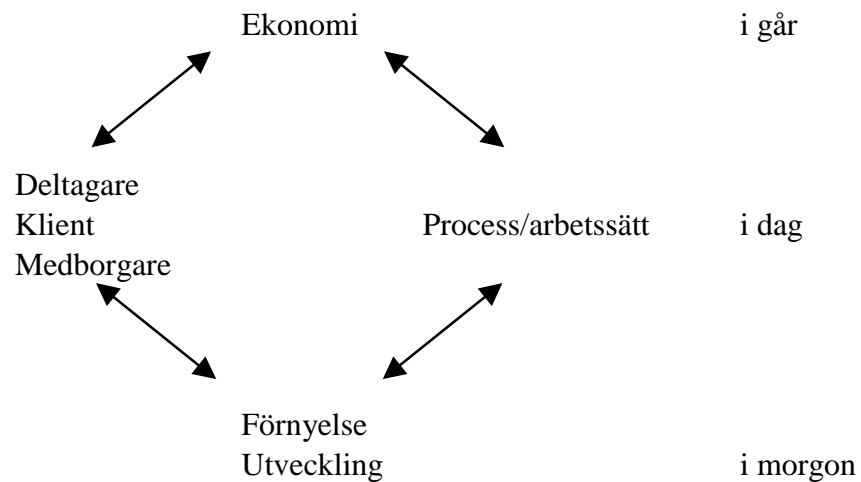 Ekonomi i går
Deltagare
Klient Process/arbetssätt i dag
Medborgare
Förnyelse
Utveckling i morgon